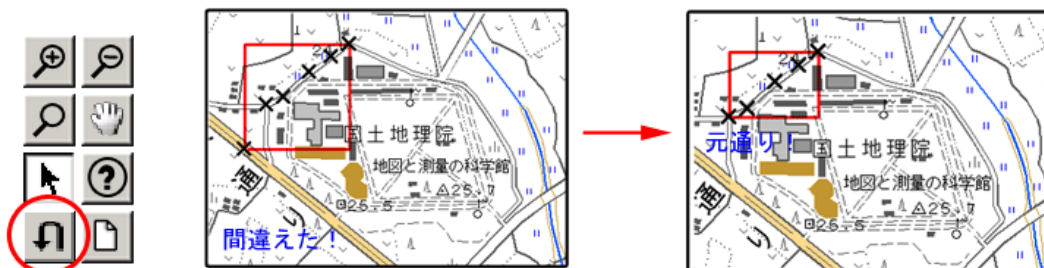 国土地理院
地図と測量の科学館
25.7
25.5
通り
間違えた!
元通り!
国土地理院
地図と測量の科学館
25.7
25.5
通り